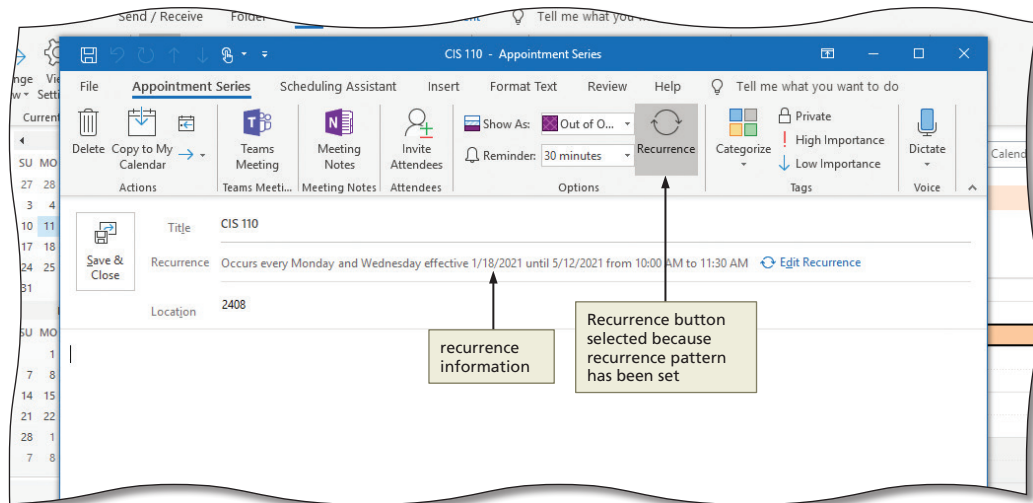 Send / Receive Folder Tell me what you w
CIS 110 - Appointment Series
File Appointment Series Scheduling Assistant Insert Format Text Review Help Tell me what you want to do
Delete
Copy to My
Calendar
Teams
Meeting
Meeting
Notes
Invite
Attendees
Show As: Out of O...
Reminder: 30 minutes
Recurrence
Categorize
Private
High Importance
Low Importance
Dictate
Actions Teams Meeti... Meeting Notes Attendees Options Tags Voice
nge Vie
w Setti
Current
Calend
SU MO
27 28
3 4
10 11
17 18
24 25
31
SU MO
1
7 8
14 15
21 22
28 1
7 8
Save &
Close
Title CIS 110
Recurrence Occurs every Monday and Wednesday effective 1/18/2021 until 5/12/2021 from 10:00 AM to 11:30 AM Edit Recurrence
Location 2408
recurrence
information
Recurrence button
selected because
recurrence pattern
has been set